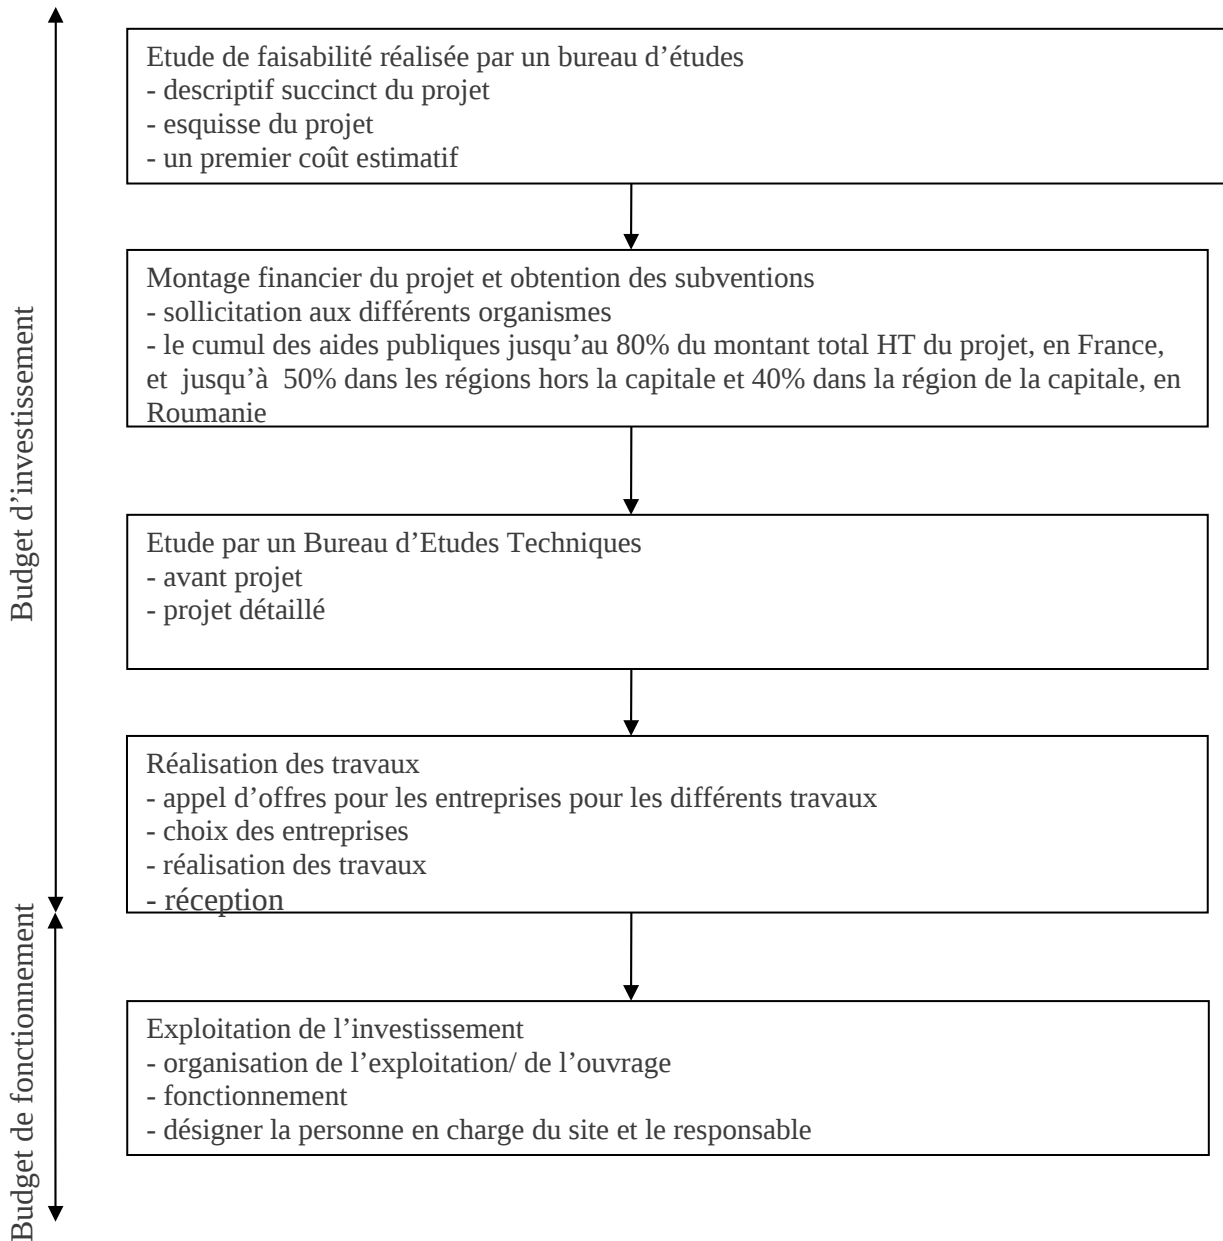 Etude de faisabilité réalisée par un bureau d’études
- descriptif succinct du projet
- esquisse du projet
- un premier coût estimatif
Montage financier du projet et obtention des subventions
- sollicitation aux différents organismes
- le cumul des aides publiques jusqu’au 80% du montant total HT du projet, en France,
et  jusqu’à  50% dans les régions hors la capitale et 40% dans la région de la capitale, en
Roumanie
Budget d’investissement
Etude par un Bureau d’Etudes Techniques
- avant projet
- projet détaillé
Réalisation des travaux
- appel d’offres pour les entreprises pour les différents travaux
- choix des entreprises
- réalisation des travaux
- réception
Budget de fonctionnement
Exploitation de l’investissement
- organisation de l’exploitation/ de l’ouvrage
- fonctionnement
- désigner la personne en charge du site et le responsable